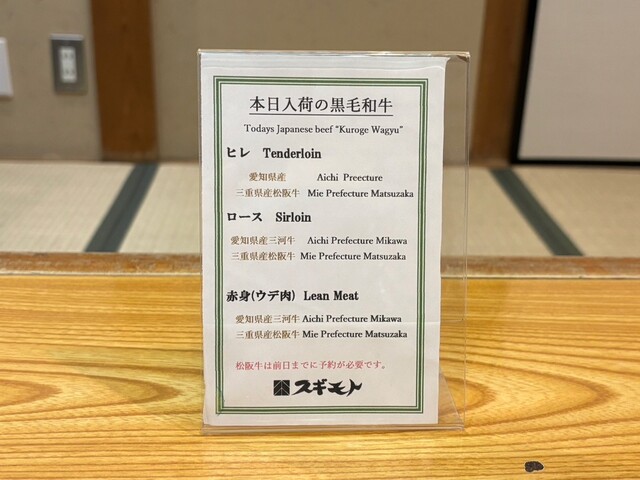 本日入荷の黒毛和牛
Todays Japanese beef "Kuroge Wagyu"
ヒレ Tenderloin
愛知県産 Aichi Preecture
三重県産松阪牛 Mie Prefecture Matsuzaka
ロース Sirloin
愛知県産三河牛 Aichi Prefecture Mikawa
三重県産松阪牛 Mie Prefecture Matsuzaka
赤身(ウデ肉) Lean Meat
愛知県産三河牛 Aichi Prefecture Mikawa
三重県産松阪牛 Mie Prefecture Matsuzaka
松阪牛は前日までに予約が必要です。
スギモト